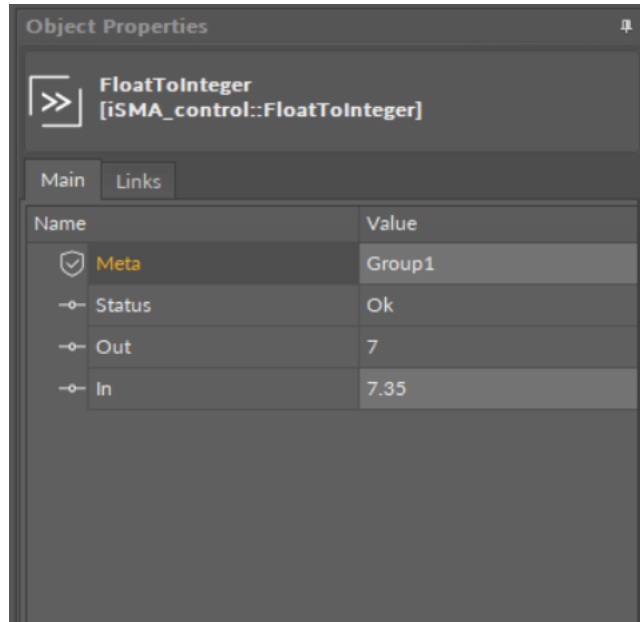 Object Properties
FloatToInteger
[iSMA_control::FloatToInteger]
Main Links
Name Value
Meta Group1
Status Ok
Out 7
In 7.35